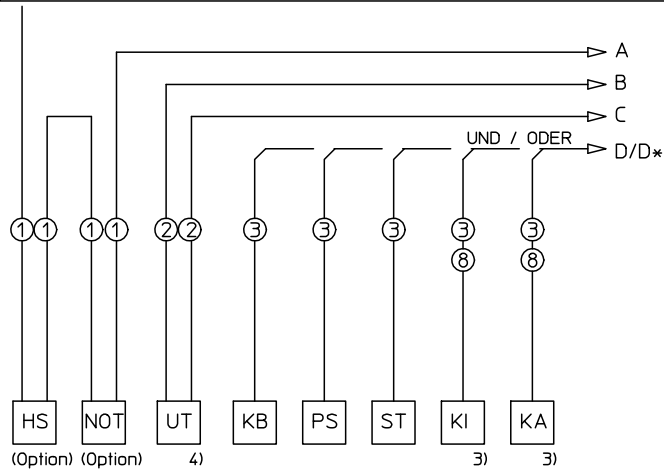 A
B
C
UND / ODER
D/D*
1 1 1 1 2 2 3 3 3 3 3
8 8
HS NOT UT KB PS ST KI KA
(Option) (Option) 4) 3) 3)